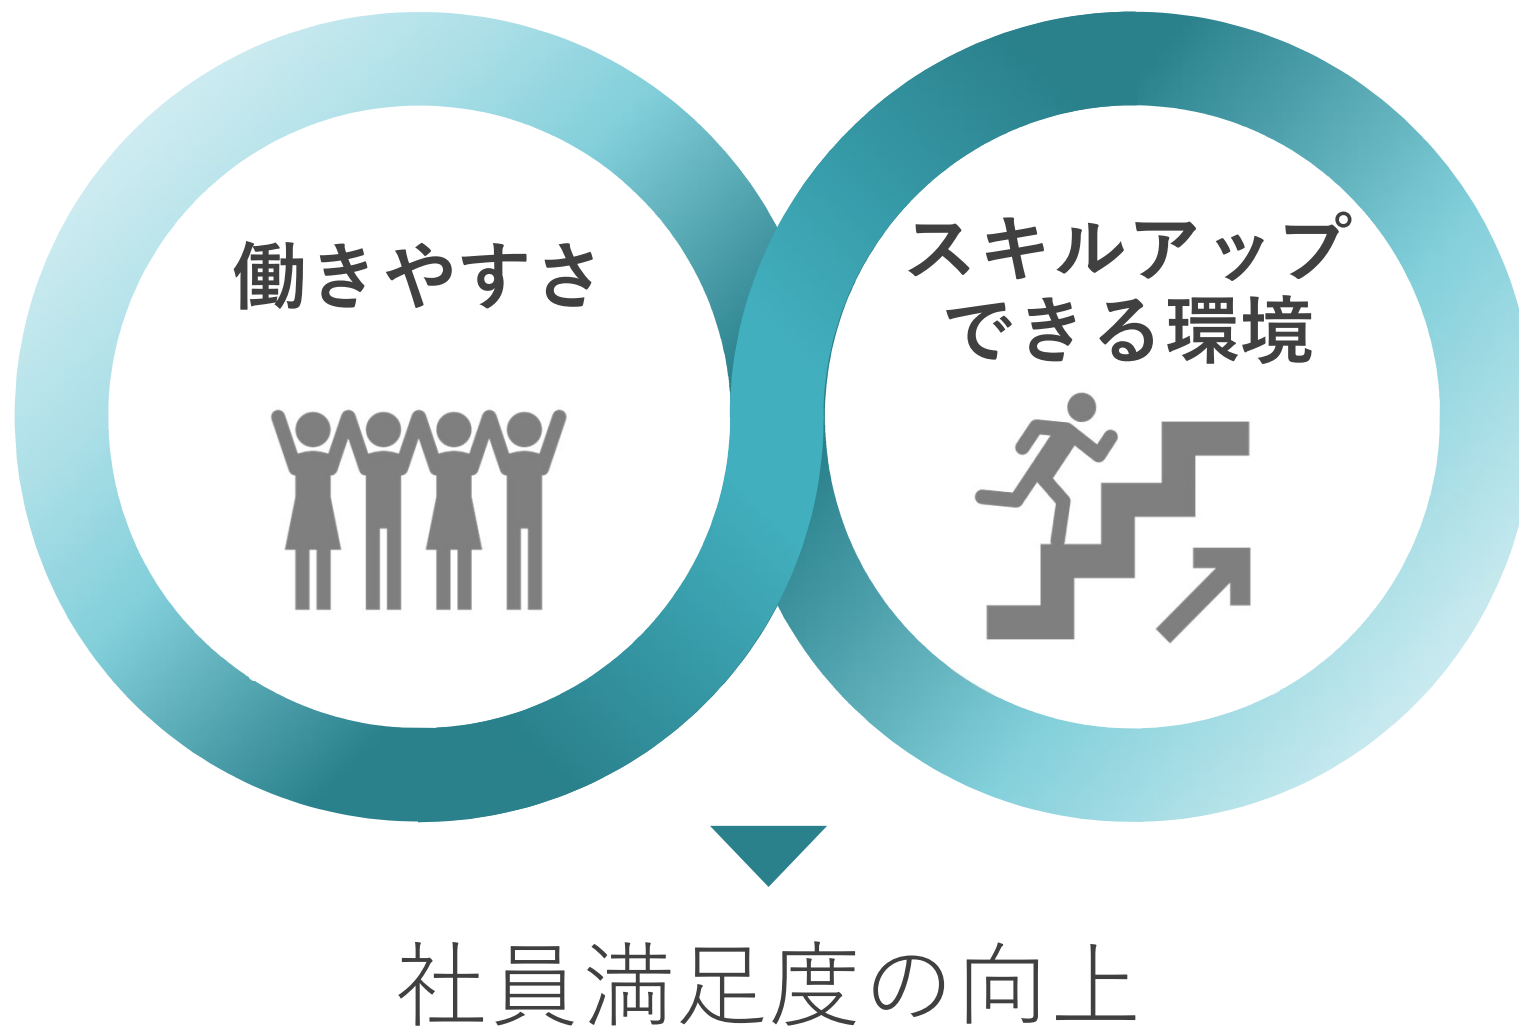 働きやすさ
スキルアップ
できる環境
社員満足度の向上